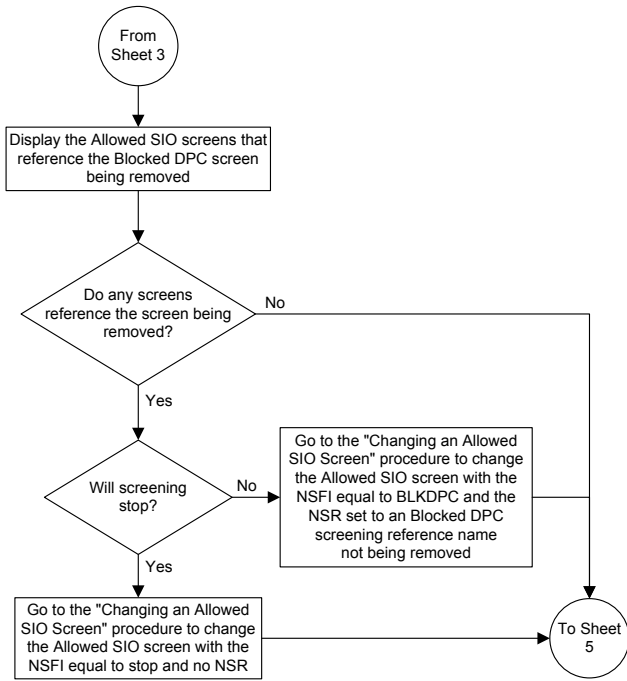 From
Sheet 3
Display the Allowed SIO screens that
reference the Blocked DPC screen
being removed
Do any screens
reference the screen being
removed?
No
Yes
Will screening
stop?
No
Go to the "Changing an Allowed
SIO Screen" procedure to change
the Allowed SIO screen with the
NSFI equal to BLKDPC and the
NSR set to an Blocked DPC
screening reference name
not being removed
Yes
Go to the "Changing an Allowed
SIO Screen" procedure to change
the Allowed SIO screen with the
NSFI equal to stop and no NSR
To Sheet
5